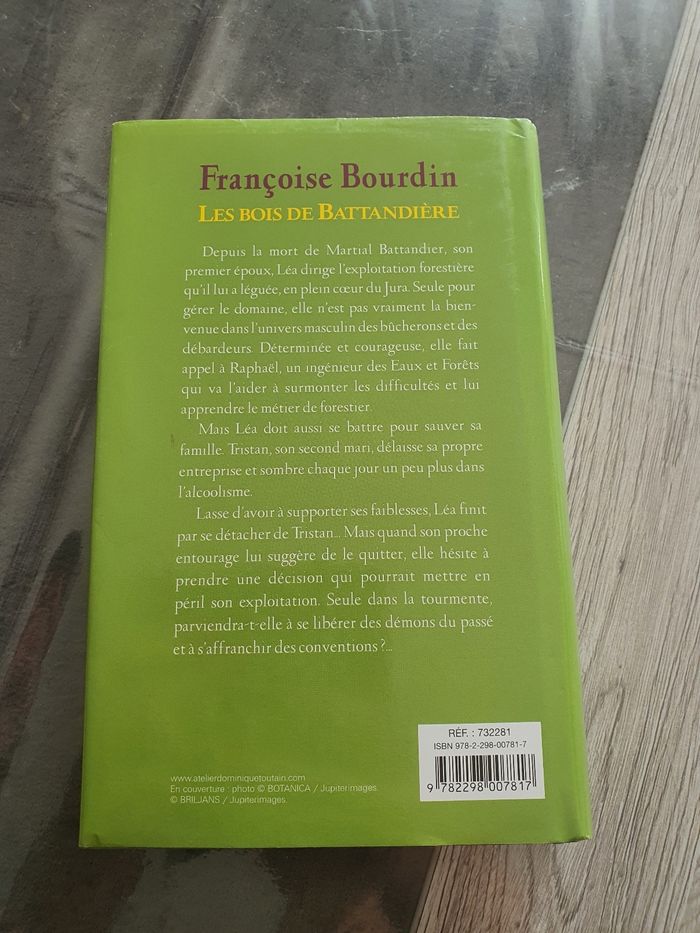 Françoise Bourdin
LES BOIS DE BATTANDIÈRE
Depuis la mort de Martial Battandier, son
premier époux, Léa dirige l'exploitation forestière
qu'il lui a léguée, en plein cœur du Jura. Seule pour
gérer le domaine, elle n'est pas vraiment la bien-
venue dans l'univers masculin des bûcherons et des
débardeurs. Déterminée et courageuse, elle fait
appel à Raphaël, un ingénieur des Eaux et Forêts
qui va l'aider à surmonter les difficultés et lui
apprendre le métier de forestier.
Mais Léa doit aussi se battre pour sauver sa
famille. Tristan, son second mari, délaisse sa propre
entreprise et sombre chaque jour un peu plus dans
l'alcoolisme.
Lasse d'avoir à supporter ses faiblesses, Léa finit
par se détacher de Tristan... Mais quand son proche
entourage lui suggère de le quitter, elle hésite à
prendre une décision qui pourrait mettre en
péril son exploitation. Seule dans la tourmente,
parviendra-t-elle à se libérer des démons du passé
et à s'affranchir des conventions ?...
RÉF. : 732281
ISBN 978-2-298-00781-7
9 782298 007817
www.atelierdominiquetoutain.com
En couverture : photo © BOTANICA / Jupiterimages.
© BRILJANS / Jupiterimages.